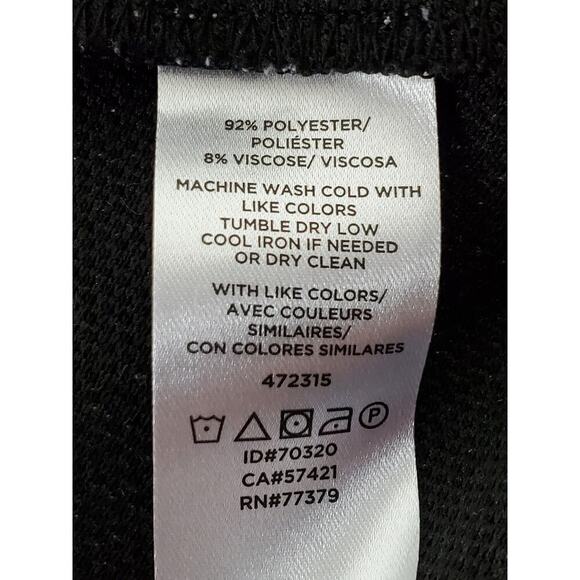 92% POLYESTER/
POLIÉSTER
8% VISCOSE/ VISCOSA
MACHINE WASH COLD WITH
LIKE COLORS
TUMBLE DRY LOW
COOL IRON IF NEEDED
OR DRY CLEAN
WITH LIKE COLORS/
AVEC COULEURS
SIMILAIRES/
CON COLORES SIMILARES
472315
P
ID#70320
CA#57421
RN#77379